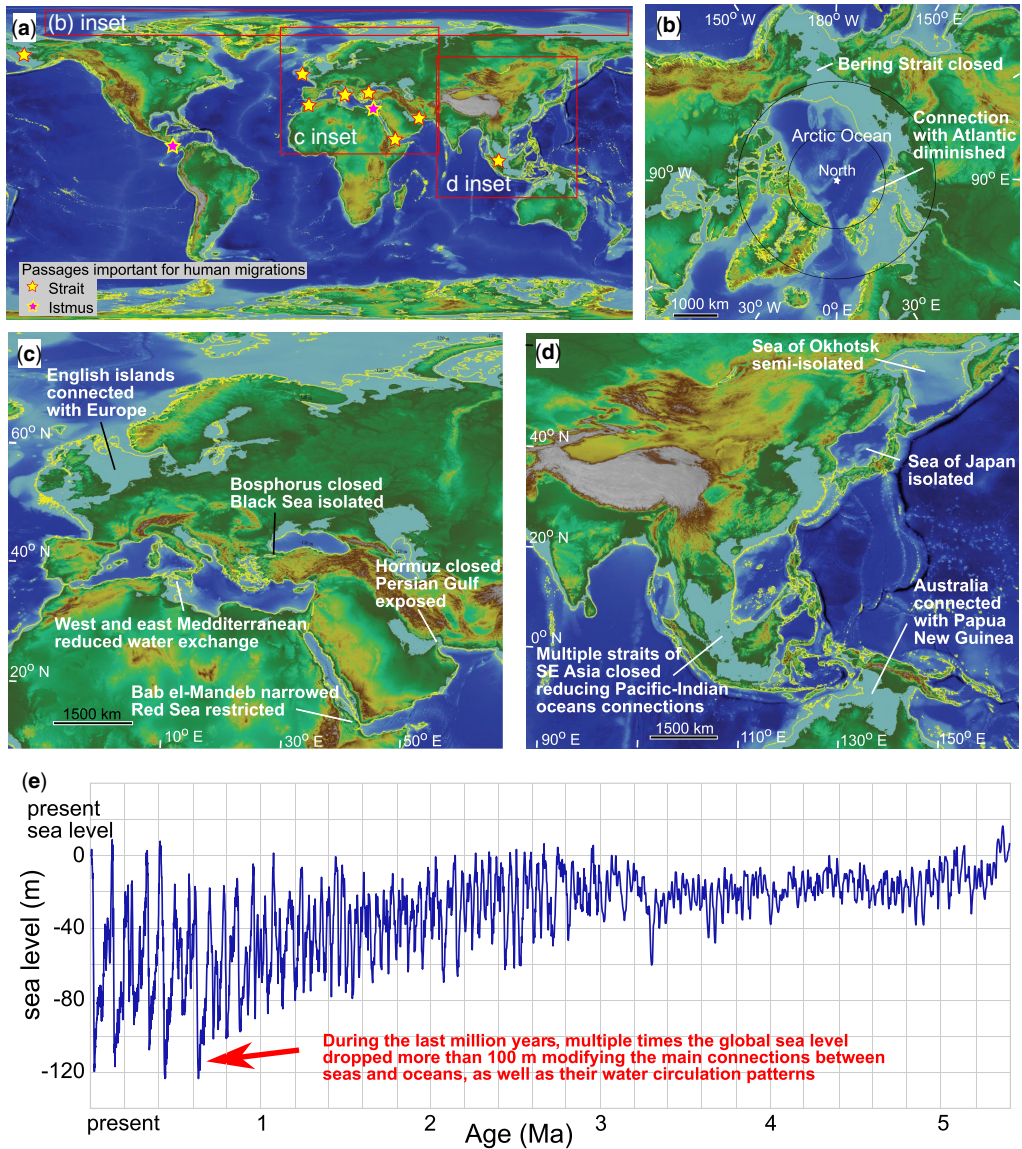 (a)
(b) inset
c inset
d inset
Passages important for human migrations
Strait
Istmus
(b)
150° W
180° W
150° E
Bering Strait closed
Arctic Ocean
Connection
with Atlantic
diminished
North
90° W
90° E
1000 km
30° W
0° E
30° E
(c)
English islands
connected
with Europe
60° N
Bosphorus closed
Black Sea isolated
40° N
Hormuz closed
Persian Gulf
exposed
West and east Medditerranean
reduced water exchange
20° N
Bab el-Mandeb narrowed
Red Sea restricted
1500 km
10° E
30° E
50° E
(d)
Sea of Okhotsk
semi-isolated
40° N
Sea of Japan
isolated
20° N
Australia
connected
with Papua
New Guinea
0° N
Multiple straits of
SE Asia closed
reducing Pacific-Indian
oceans connections
1500 km
90° E
110° E
130° E
150° E
(e)
present
sea level
0
-40
-80
-120
sea level (m)
During the last million years, multiple times the global sea level
dropped more than 100 m modifying the main connections between
seas and oceans, as well as their water circulation patterns
present
1
2
3
4
5
Age (Ma)